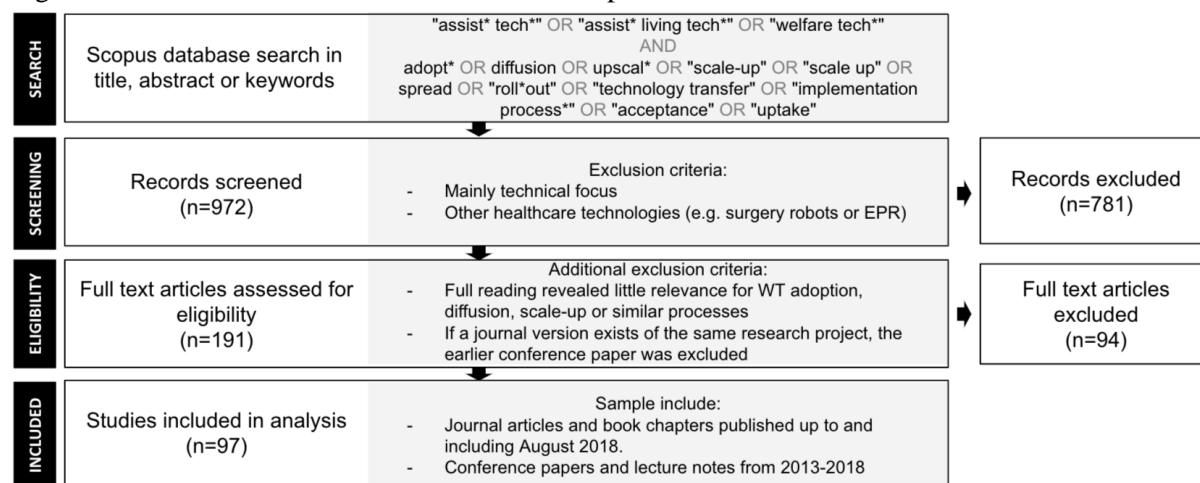 SEARCH
Scopus database search in
title, abstract or keywords
"assist* tech*" OR "assist* living tech*" OR "welfare tech*"
AND
adopt* OR diffusion OR upscal* OR "scale-up" OR "scale up" OR
spread OR "roll*out" OR "technology transfer" OR "implementation
process*" OR "acceptance" OR "uptake"
SCREENING
Records screened
(n=972)
Exclusion criteria:
- Mainly technical focus
- Other healthcare technologies (e.g. surgery robots or EPR)
Records excluded
(n=781)
ELIGIBILITY
Full text articles assessed for
eligibility
(n=191)
Additional exclusion criteria:
- Full reading revealed little relevance for WT adoption,
diffusion, scale-up or similar processes
- If a journal version exists of the same research project, the
earlier conference paper was excluded
Full text articles
excluded
(n=94)
INCLUDED
Studies included in analysis
(n=97)
Sample include:
- Journal articles and book chapters published up to and
including August 2018.
- Conference papers and lecture notes from 2013-2018